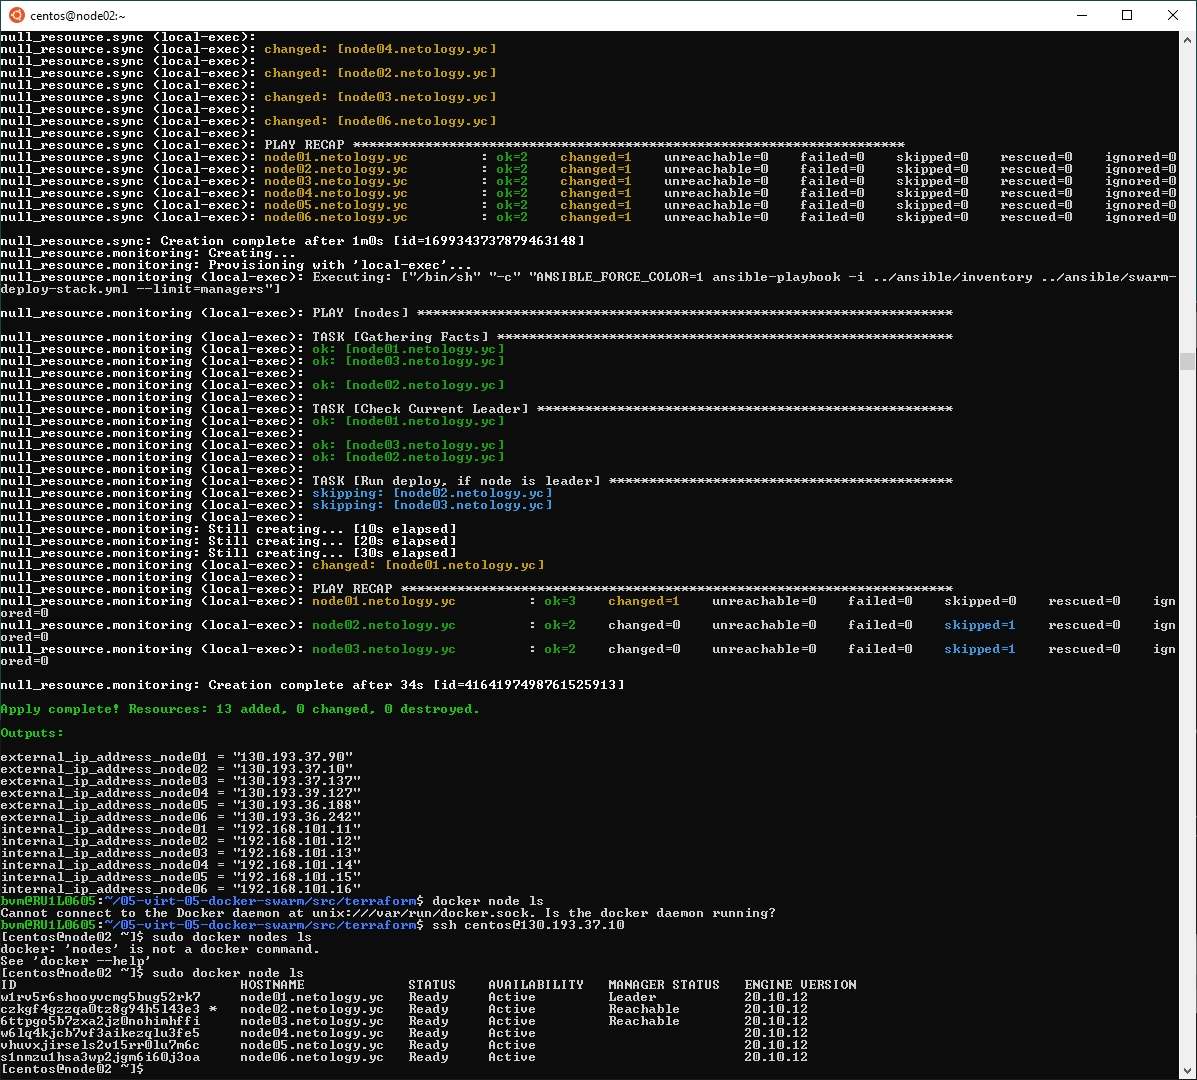 centos@node02:~
null_resource.sync (local-exec):
null_resource.sync (local-exec): changed: [node04.netology.yc]
null_resource.sync (local-exec):
null_resource.sync (local-exec): changed: [node02.netology.yc]
null_resource.sync (local-exec):
null_resource.sync (local-exec): changed: [node03.netology.yc]
null_resource.sync (local-exec):
null_resource.sync (local-exec): changed: [node06.netology.yc]
null_resource.sync (local-exec):
null_resource.sync (local-exec): PLAY RECAP *********************************************************************
null_resource.sync (local-exec): node01.netology.yc         : ok=2    changed=1    unreachable=0    failed=0    skipped=0    rescued=0    ignored=0
null_resource.sync (local-exec): node02.netology.yc         : ok=2    changed=1    unreachable=0    failed=0    skipped=0    rescued=0    ignored=0
null_resource.sync (local-exec): node03.netology.yc         : ok=2    changed=1    unreachable=0    failed=0    skipped=0    rescued=0    ignored=0
null_resource.sync (local-exec): node04.netology.yc         : ok=2    changed=1    unreachable=0    failed=0    skipped=0    rescued=0    ignored=0
null_resource.sync (local-exec): node05.netology.yc         : ok=2    changed=1    unreachable=0    failed=0    skipped=0    rescued=0    ignored=0
null_resource.sync (local-exec): node06.netology.yc         : ok=2    changed=1    unreachable=0    failed=0    skipped=0    rescued=0    ignored=0
null_resource.sync: Creation complete after 1m0s [id=1699343737879463148]
null_resource.monitoring: Creating...
null_resource.monitoring: Provisioning with 'local-exec'...
null_resource.monitoring (local-exec): Executing: ["/bin/sh" "-c" "ANSIBLE_FORCE_COLOR=1 ansible-playbook -i ../ansible/inventory ../ansible/swarm-
deploy-stack.yml --limit=managers"]
null_resource.monitoring (local-exec): PLAY [nodes] *******************************************************************
null_resource.monitoring (local-exec): TASK [Gathering Facts] *********************************************************
null_resource.monitoring (local-exec): ok: [node01.netology.yc]
null_resource.monitoring (local-exec): ok: [node03.netology.yc]
null_resource.monitoring (local-exec):
null_resource.monitoring (local-exec): ok: [node02.netology.yc]
null_resource.monitoring (local-exec):
null_resource.monitoring (local-exec): TASK [Check Current Leader] ****************************************************
null_resource.monitoring (local-exec): ok: [node01.netology.yc]
null_resource.monitoring (local-exec):
null_resource.monitoring (local-exec): ok: [node03.netology.yc]
null_resource.monitoring (local-exec): ok: [node02.netology.yc]
null_resource.monitoring (local-exec):
null_resource.monitoring (local-exec): TASK [Run deploy, if node is leader] *******************************************
null_resource.monitoring (local-exec): skipping: [node02.netology.yc]
null_resource.monitoring (local-exec): skipping: [node03.netology.yc]
null_resource.monitoring (local-exec):
null_resource.monitoring: Still creating... [10s elapsed]
null_resource.monitoring: Still creating... [20s elapsed]
null_resource.monitoring: Still creating... [30s elapsed]
null_resource.monitoring (local-exec): changed: [node01.netology.yc]
null_resource.monitoring (local-exec):
null_resource.monitoring (local-exec): PLAY RECAP *********************************************************************
null_resource.monitoring (local-exec): node01.netology.yc         : ok=3    changed=1    unreachable=0    failed=0    skipped=0    rescued=0    ign
ored=0
null_resource.monitoring (local-exec): node02.netology.yc         : ok=2    changed=0    unreachable=0    failed=0    skipped=1    rescued=0    ign
ored=0
null_resource.monitoring (local-exec): node03.netology.yc         : ok=2    changed=0    unreachable=0    failed=0    skipped=1    rescued=0    ign
ored=0
null_resource.monitoring: Creation complete after 34s [id=4164197498761525913]
Apply complete! Resources: 13 added, 0 changed, 0 destroyed.
Outputs:
external_ip_address_node01 = "130.193.37.90"
external_ip_address_node02 = "130.193.37.10"
external_ip_address_node03 = "130.193.37.137"
external_ip_address_node04 = "130.193.39.127"
external_ip_address_node05 = "130.193.36.188"
external_ip_address_node06 = "130.193.36.242"
internal_ip_address_node01 = "192.168.101.11"
internal_ip_address_node02 = "192.168.101.12"
internal_ip_address_node03 = "192.168.101.13"
internal_ip_address_node04 = "192.168.101.14"
internal_ip_address_node05 = "192.168.101.15"
internal_ip_address_node06 = "192.168.101.16"
bvm@RU1L0605:~/05-virt-05-docker-swarm/src/terraform$ docker node ls
Cannot connect to the Docker daemon at unix:///var/run/docker.sock. Is the docker daemon running?
bvm@RU1L0605:~/05-virt-05-docker-swarm/src/terraform$ ssh centos@130.193.37.10
[centos@node02 ~]$ sudo docker nodes ls
docker: 'nodes' is not a docker command.
See 'docker --help'
[centos@node02 ~]$ sudo docker node ls
ID                            HOSTNAME             STATUS    AVAILABILITY   MANAGER STATUS   ENGINE VERSION
w1rv5r6shooyvcmg5bug52rk7     node01.netology.yc   Ready     Active         Leader           20.10.12
czkgf4gzzqa0tz8g94h5l43e3 *   node02.netology.yc   Ready     Active         Reachable        20.10.12
6ttpgo5b7zxa2jz0nohimhffi     node03.netology.yc   Ready     Active         Reachable        20.10.12
w6lq4kjcb7vf3aikezqlu3fe5     node04.netology.yc   Ready     Active                          20.10.12
vhuvxjirsels2v15rr0lu7m6c     node05.netology.yc   Ready     Active                          20.10.12
s1nmzu1hsa3wp2jgm6i60j3oa     node06.netology.yc   Ready     Active                          20.10.12
[centos@node02 ~]$